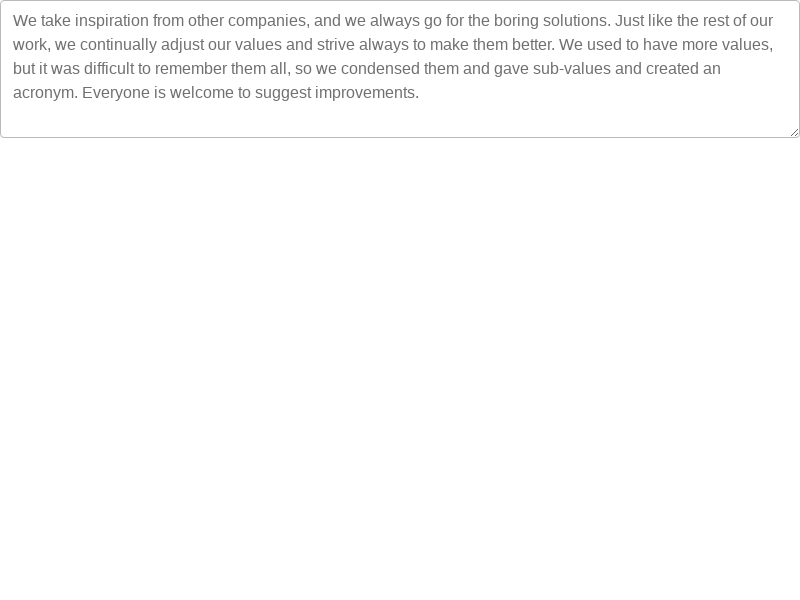 We take inspiration from other companies, and we always go for the boring solutions. Just like the rest of our
work, we continually adjust our values and strive always to make them better. We used to have more values,
but it was difficult to remember them all, so we condensed them and gave sub-values and created an
acronym. Everyone is welcome to suggest improvements.